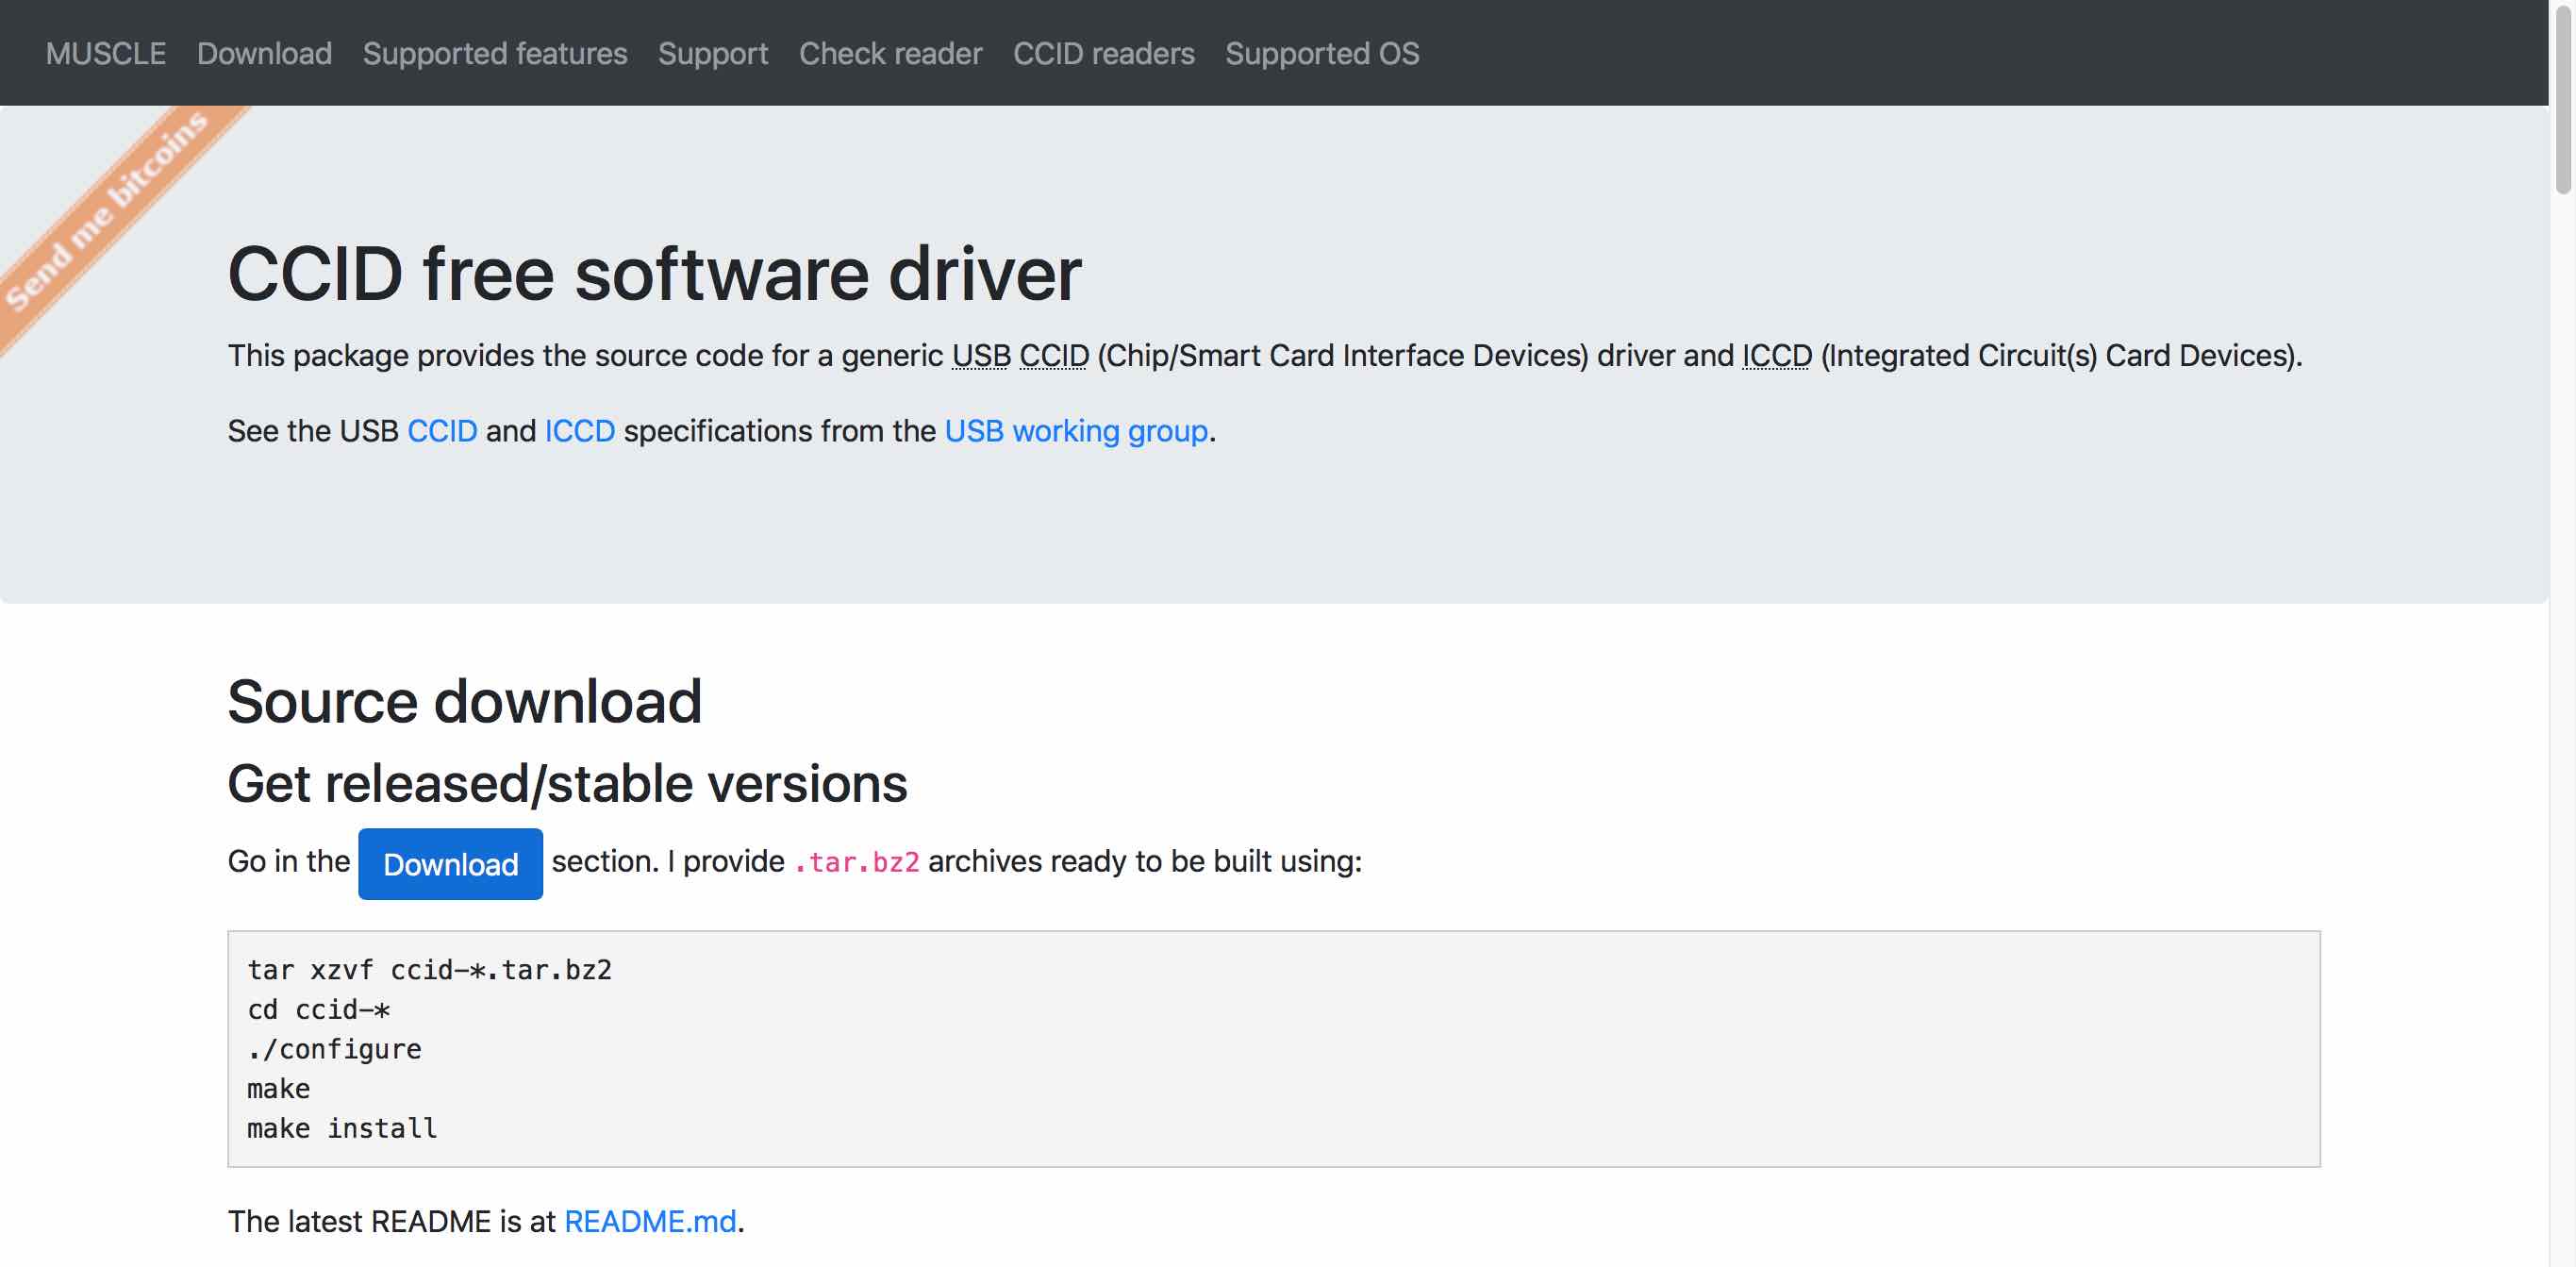 MUSCLE Download Supported features Support Check reader CCID readers Supported OS
Send me bitcoins
CCID free software driver
This package provides the source code for a generic USB CCID (Chip/Smart Card Interface Devices) driver and ICCD (Integrated Circuit(s) Card Devices).
See the USB CCID and ICCD specifications from the USB working group.
Source download
Get released/stable versions
Go in the Download section. I provide .tar.bz2 archives ready to be built using:
tar xzvf ccid-*.tar.bz2
cd ccid-*
./configure
make
make install
The latest README is at README.md.